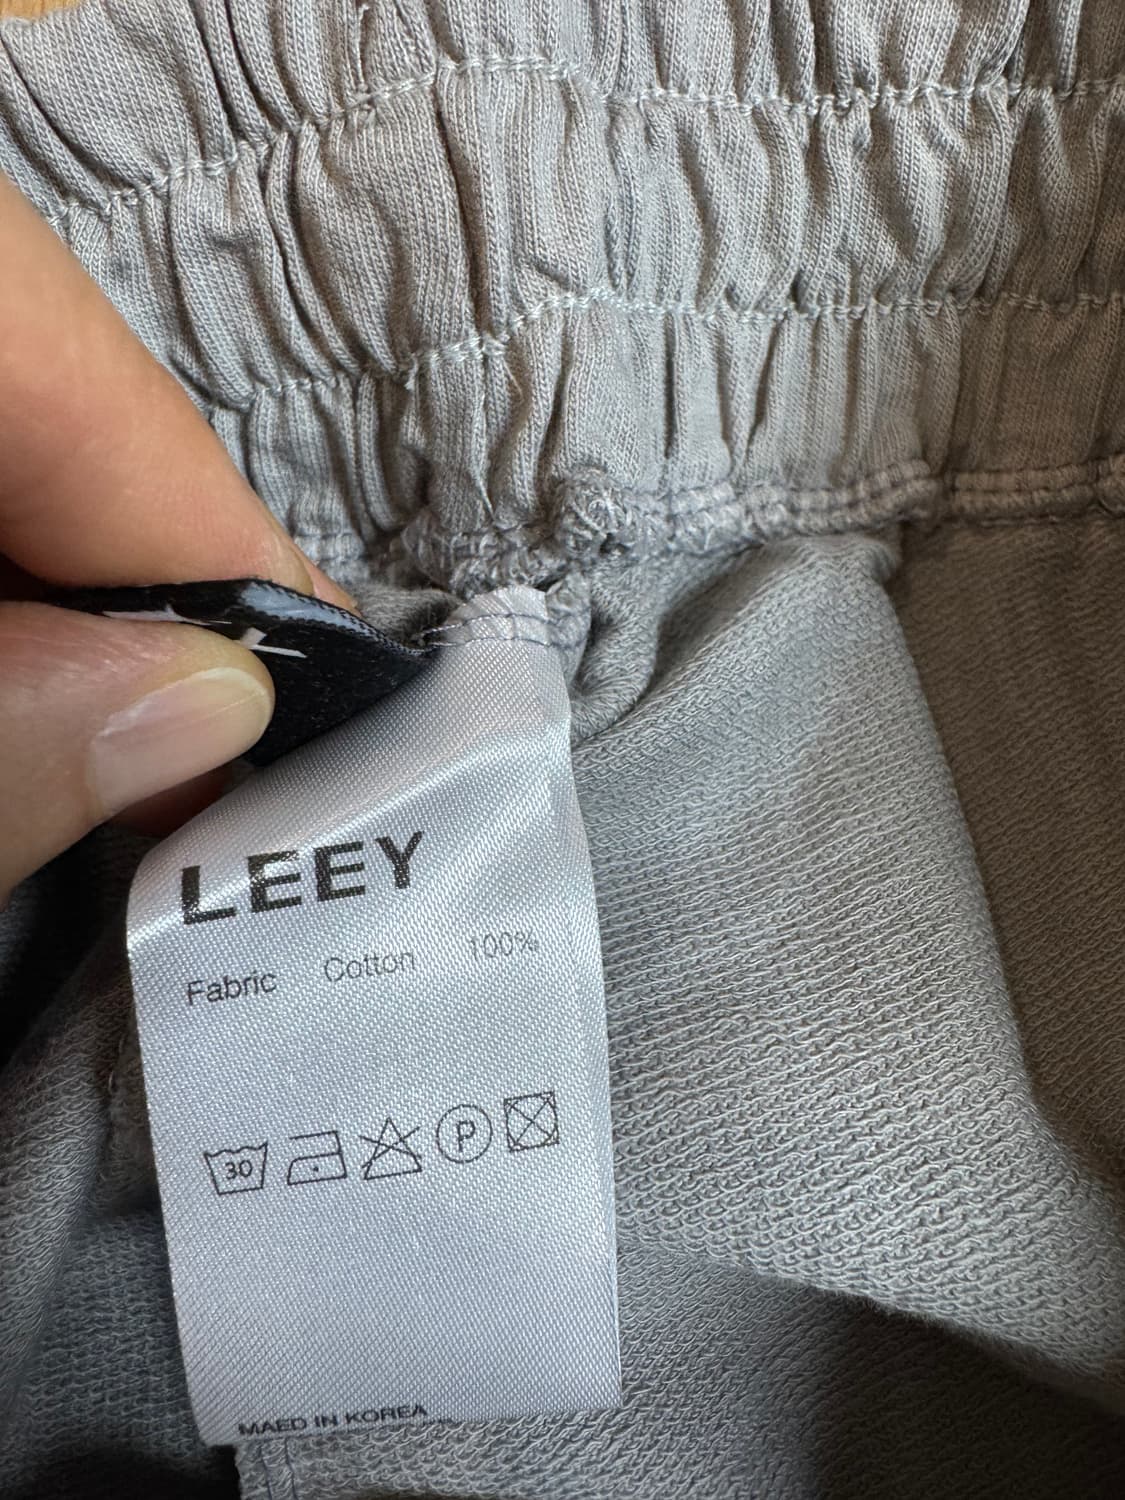 LEEY
Fabric Cotton 100%
30 P
MAED IN KOREA